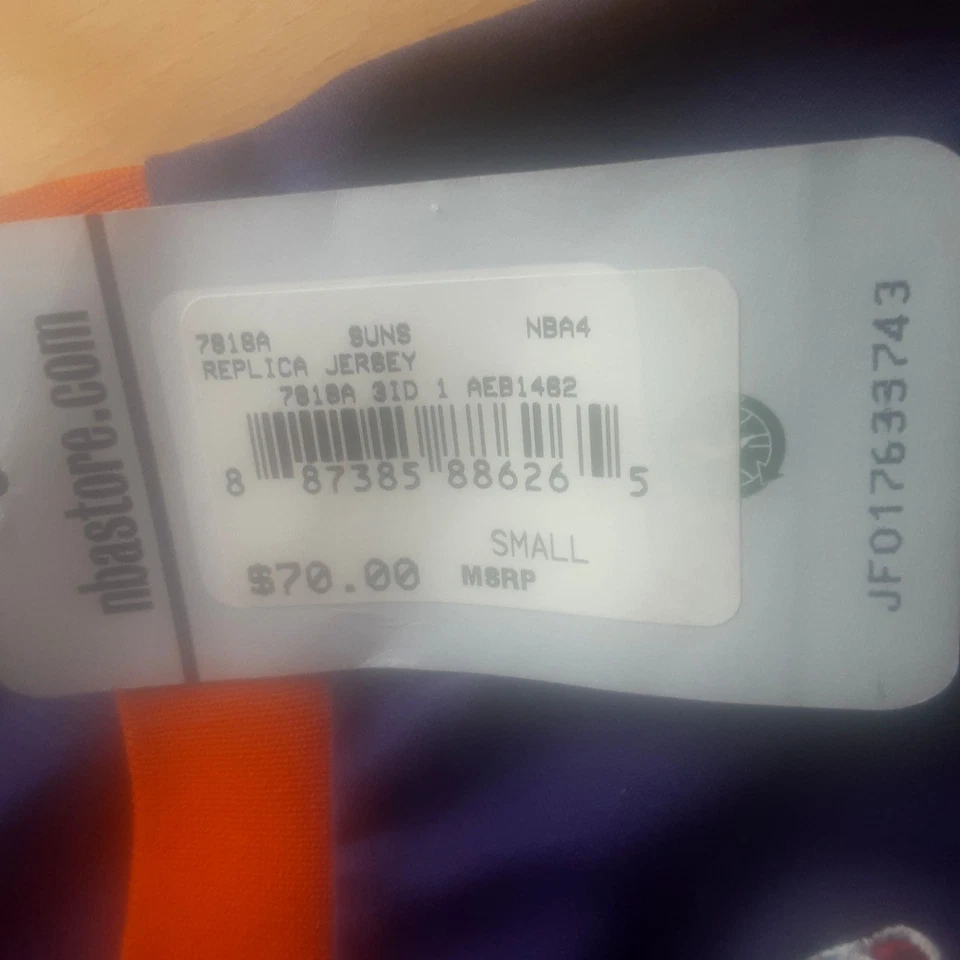 7818A SUNS NBA4
REPLICA JERSEY
7818A 3ID 1 AEB1482
8 87385 88626 5
SMALL
$70.00 MSRP
nbastore.com
JF017633743